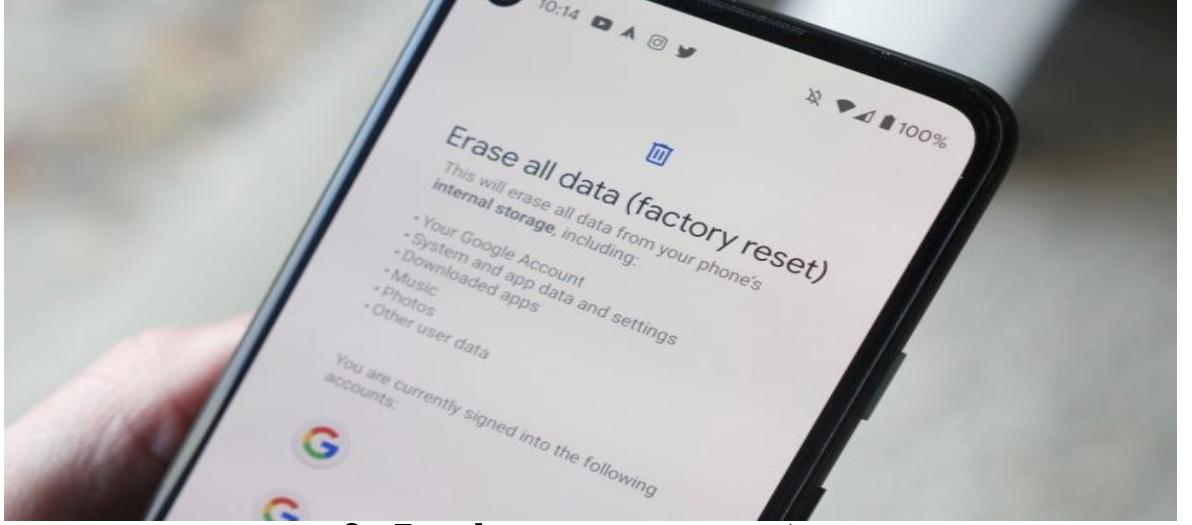 10:14
100%
Erase all data (factory reset)
This will erase all data from your phone's
internal storage, including:
• Your Google Account
• System and app data and settings
• Downloaded apps
• Music
• Photos
• Other user data
You are currently signed into the following
accounts: